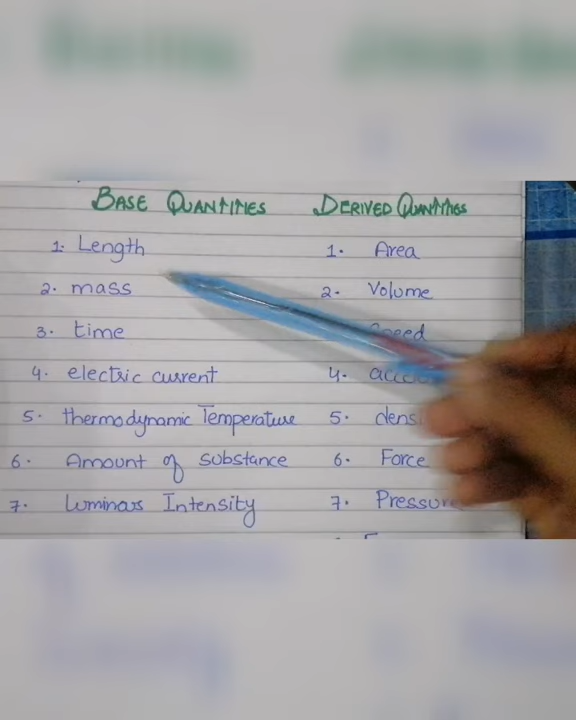 BASE QUANTITIES DERIVED QUANTITIES
1. Length 1. Area
2. mass 2. Volume
3. time
4. electric current 4.
5. thermodynamic Temperature 5.
6. Amount of substance 6. Force
7. Luminous Intensity 7. Pressure